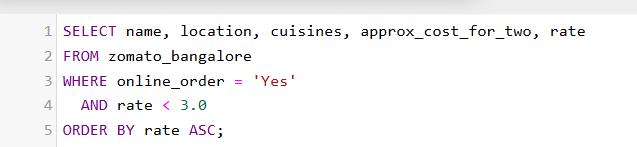 1 SELECT name, location, cuisines, approx_cost_for_two, rate
2 FROM zomato_bangalore
3 WHERE online_order = 'Yes'
4   AND rate < 3.0
5 ORDER BY rate ASC;